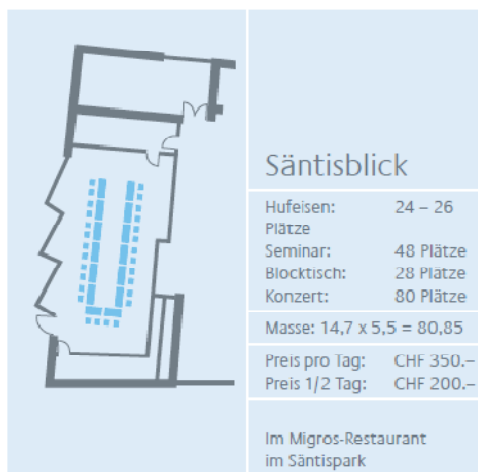 Säntisblick
Hufeisen: 24 – 26
Plätze
Seminar: 48 Plätze
Blocktisch: 28 Plätze
Konzert: 80 Plätze
Masse: 14,7 x 5,5 = 80,85
Preis pro Tag: CHF 350.–
Preis 1/2 Tag: CHF 200.–
Im Migros-Restaurant
im Säntispark